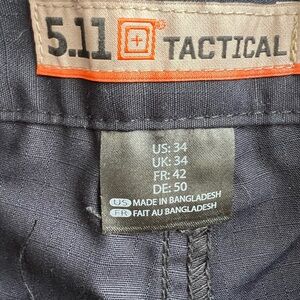 5.11 TACTICAL
US: 34
UK: 34
FR: 42
DE: 50
US MADE IN BANGLADESH
FR FAIT AU BANGLADESH